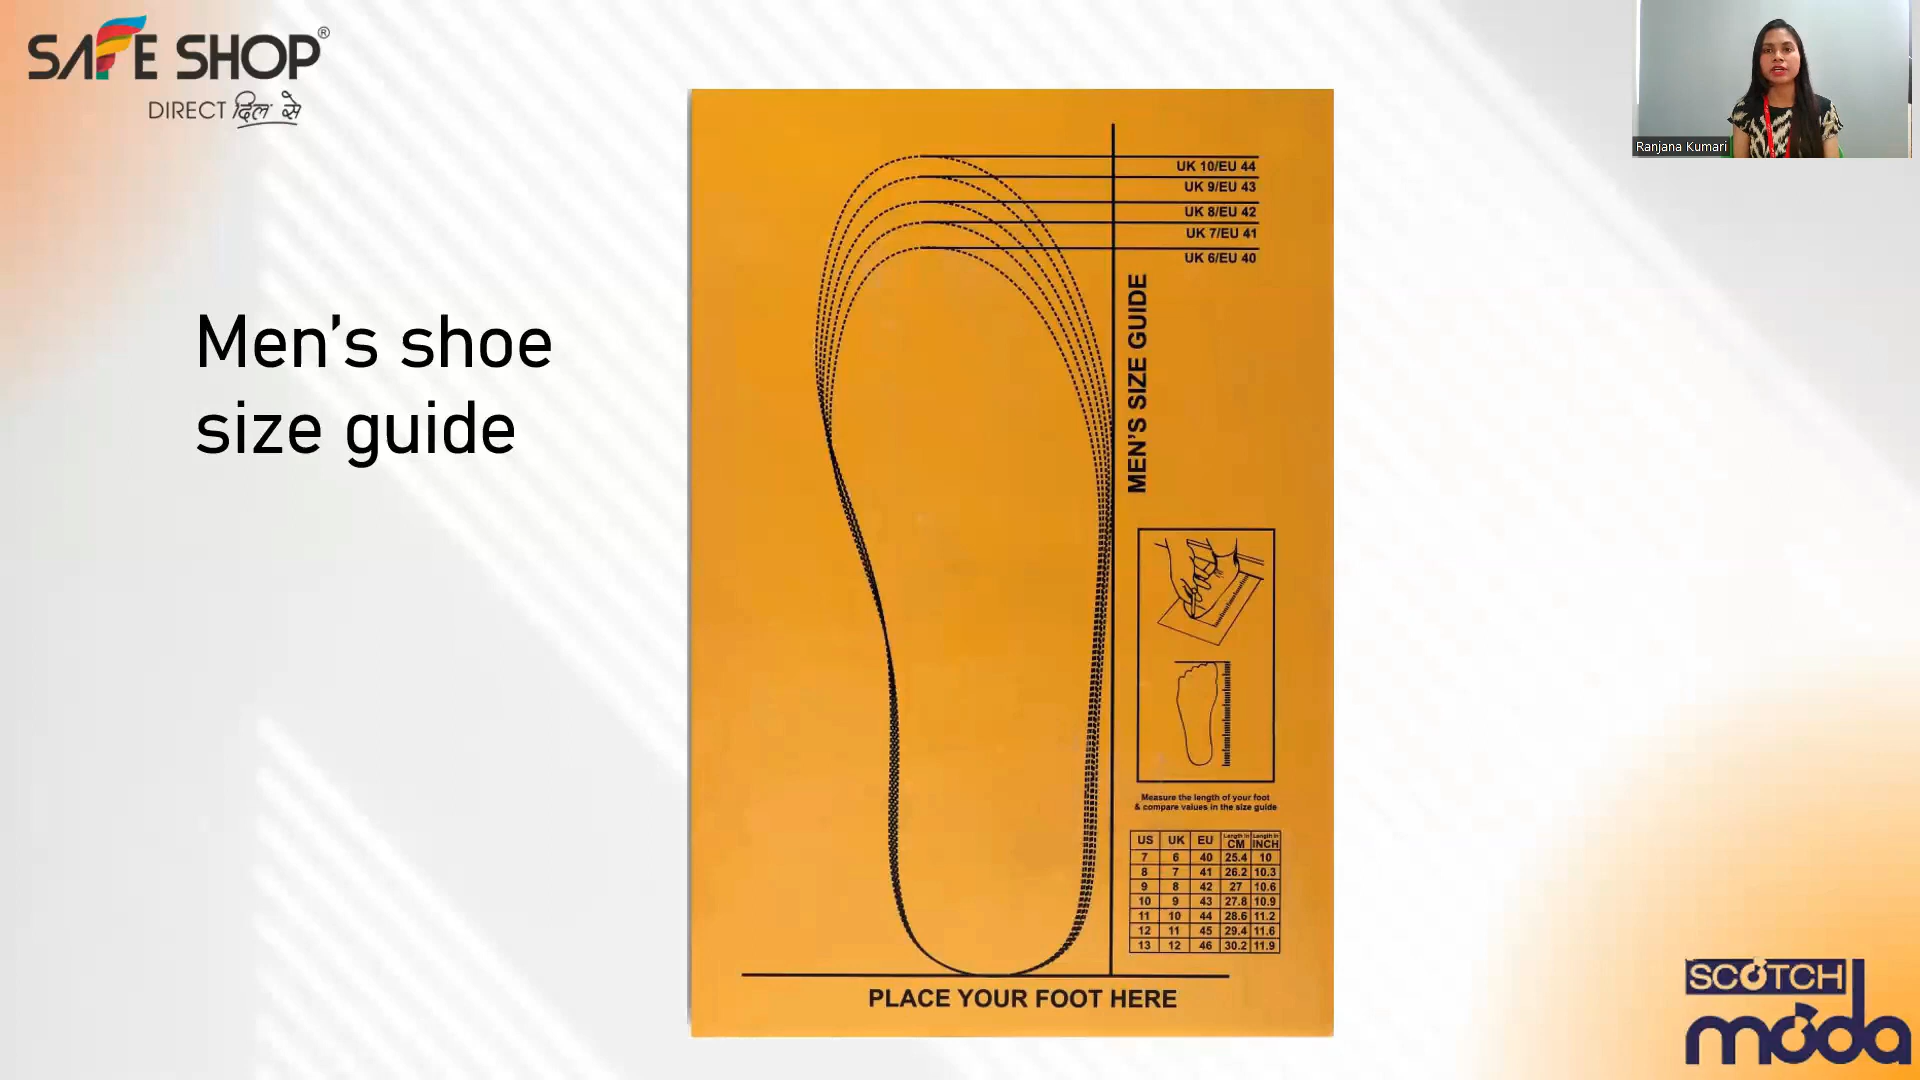 SAFE SHOP®
DIRECT दिल से
Ranjana Kumari
Men’s shoe
size guide
UK 10/EU 44
UK 9/EU 43
UK 8/EU 42
UK 7/EU 41
UK 6/EU 40
MEN'S SIZE GUIDE
Measure the length of your foot
& compare values in the size guide
US UK EU Length in CM Length in INCH
7 6 40 25.4 10
8 7 41 26.2 10.3
9 8 42 27 10.6
10 9 43 27.8 10.9
11 10 44 28.6 11.2
12 11 45 29.4 11.6
13 12 46 30.2 11.9
PLACE YOUR FOOT HERE
SCOTCH
moda